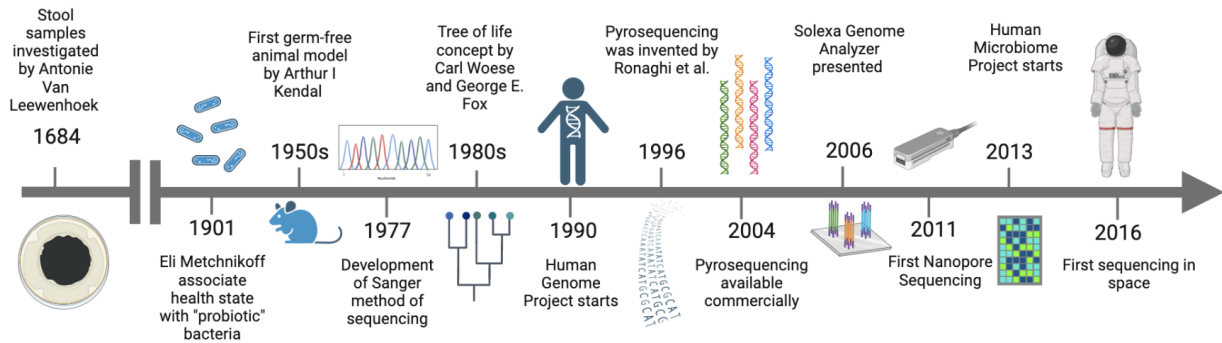 Stool
samples
investigated
by Antonie
Van
Leewenhoek
1684
1901
Eli Metchnikoff
associate
health state
with "probiotic"
bacteria
First germ-free
animal model
by Arthur I
Kendal
1950s
Nucleotide
1977
Development
of Sanger
method of
sequencing
Tree of life
concept by
Carl Woese
and George E.
Fox
1980s
1990
Human
Genome
Project starts
Pyrosequencing
was invented by
Ronaghi et al.
1996
2004
Pyrosequencing
available
commercially
Solexa Genome
Analyzer
presented
2006
2011
First Nanopore
Sequencing
Human
Microbiome
Project starts
2013
2016
First sequencing in
space